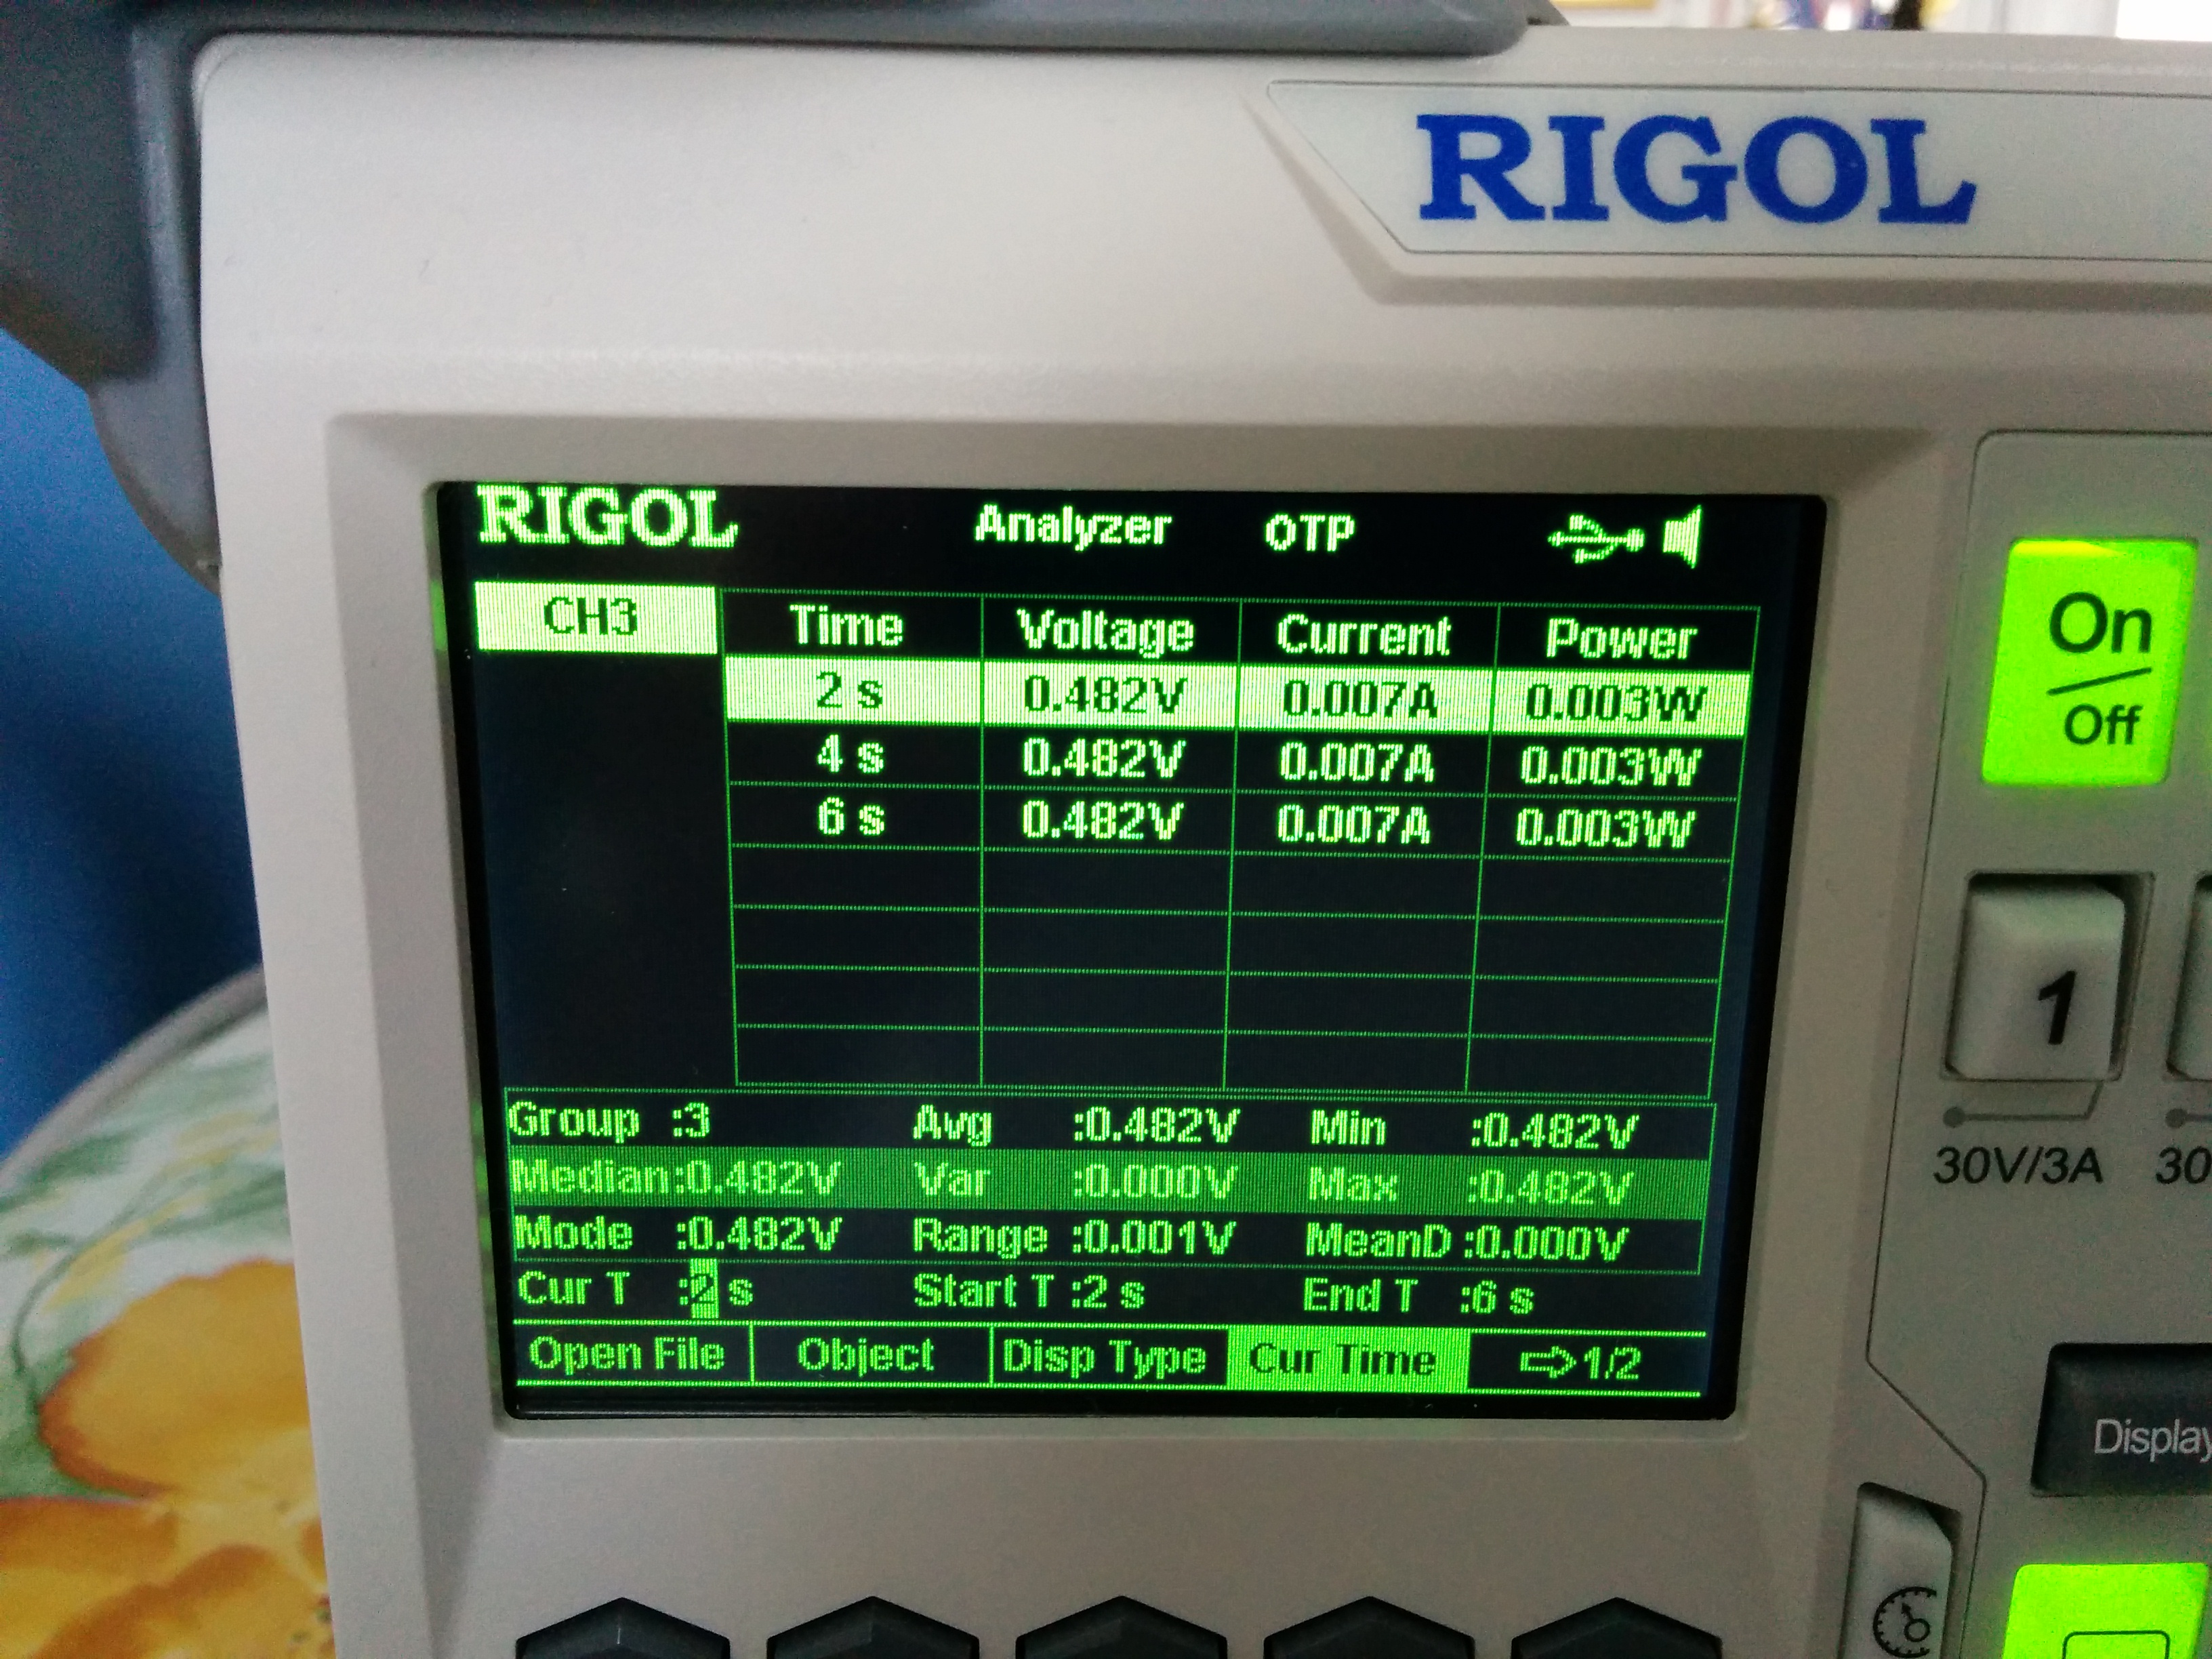 RIGOL
RIGOL Analyzer OTP
CH3 Time Voltage Current Power
2 s 0.482V 0.007A 0.003W
4 s 0.482V 0.007A 0.003W
6 s 0.482V 0.007A 0.003W
Group :3 Avg :0.482V Min :0.482V
Median:0.482V Var :0.000V Max :0.482V
Mode :0.482V Range :0.001V MeanD:0.000V
Cur T :2 s Start T :2 s End T :6 s
Open File Object Disp Type Cur Time 1/2
On
Off
1
30V/3A 30
Display